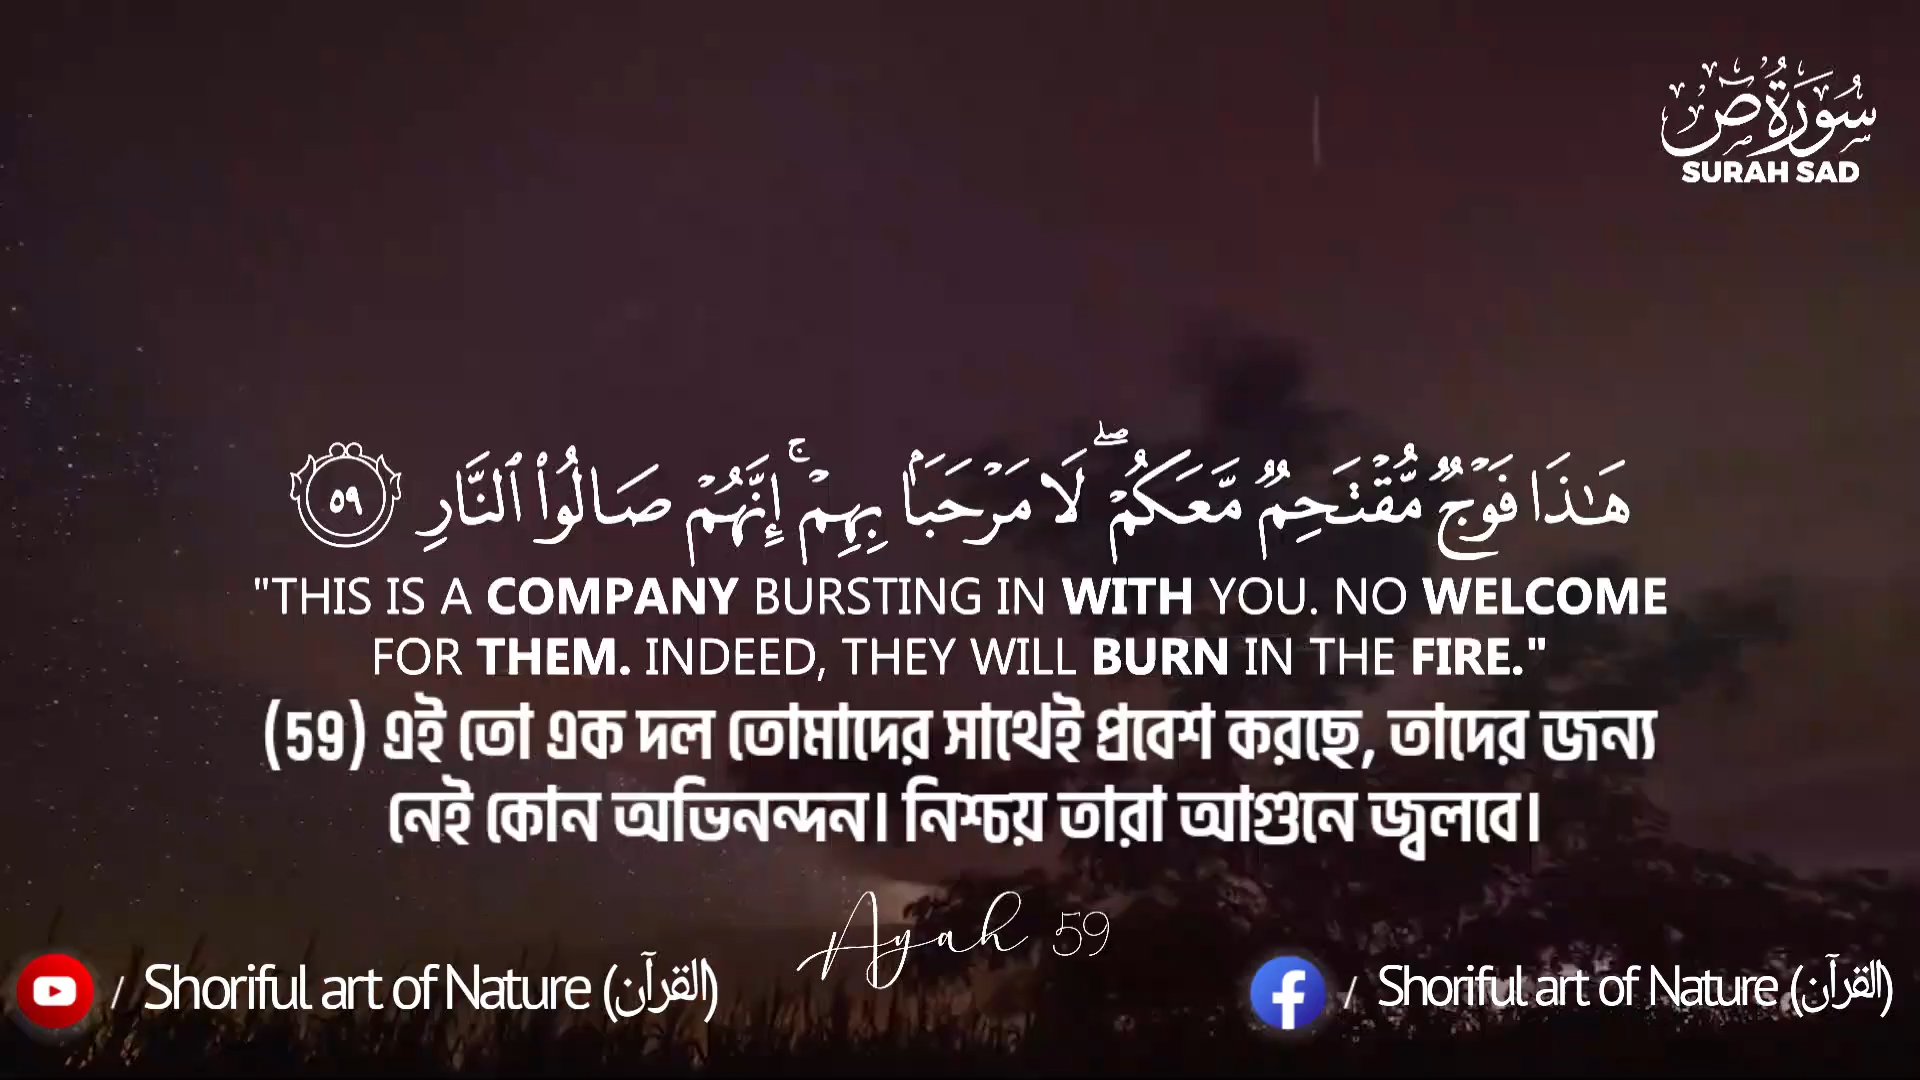 سُورَةُ صٓ
SURAH SAD
هَـٰذَا فَوْجٌ مُّقْتَحِمٌ مَّعَكُمْ ۖ لَا مَرْحَبًۢا بِهِمْ ۚ إِنَّهُمْ صَالُوا۟ ٱلنَّارِ ٥٩
"THIS IS A COMPANY BURSTING IN WITH YOU. NO WELCOME
FOR THEM. INDEED, THEY WILL BURN IN THE FIRE."
(59) এই তো এক দল তোমাদের সাথেই প্রবেশ করছে, তাদের জন্য
নেই কোন অভিনন্দন। নিশ্চয় তারা আগুনে জ্বলবে।
Ayah 59
/ Shoriful art of Nature (القرآن)
/ Shoriful art of Nature (القرآن)